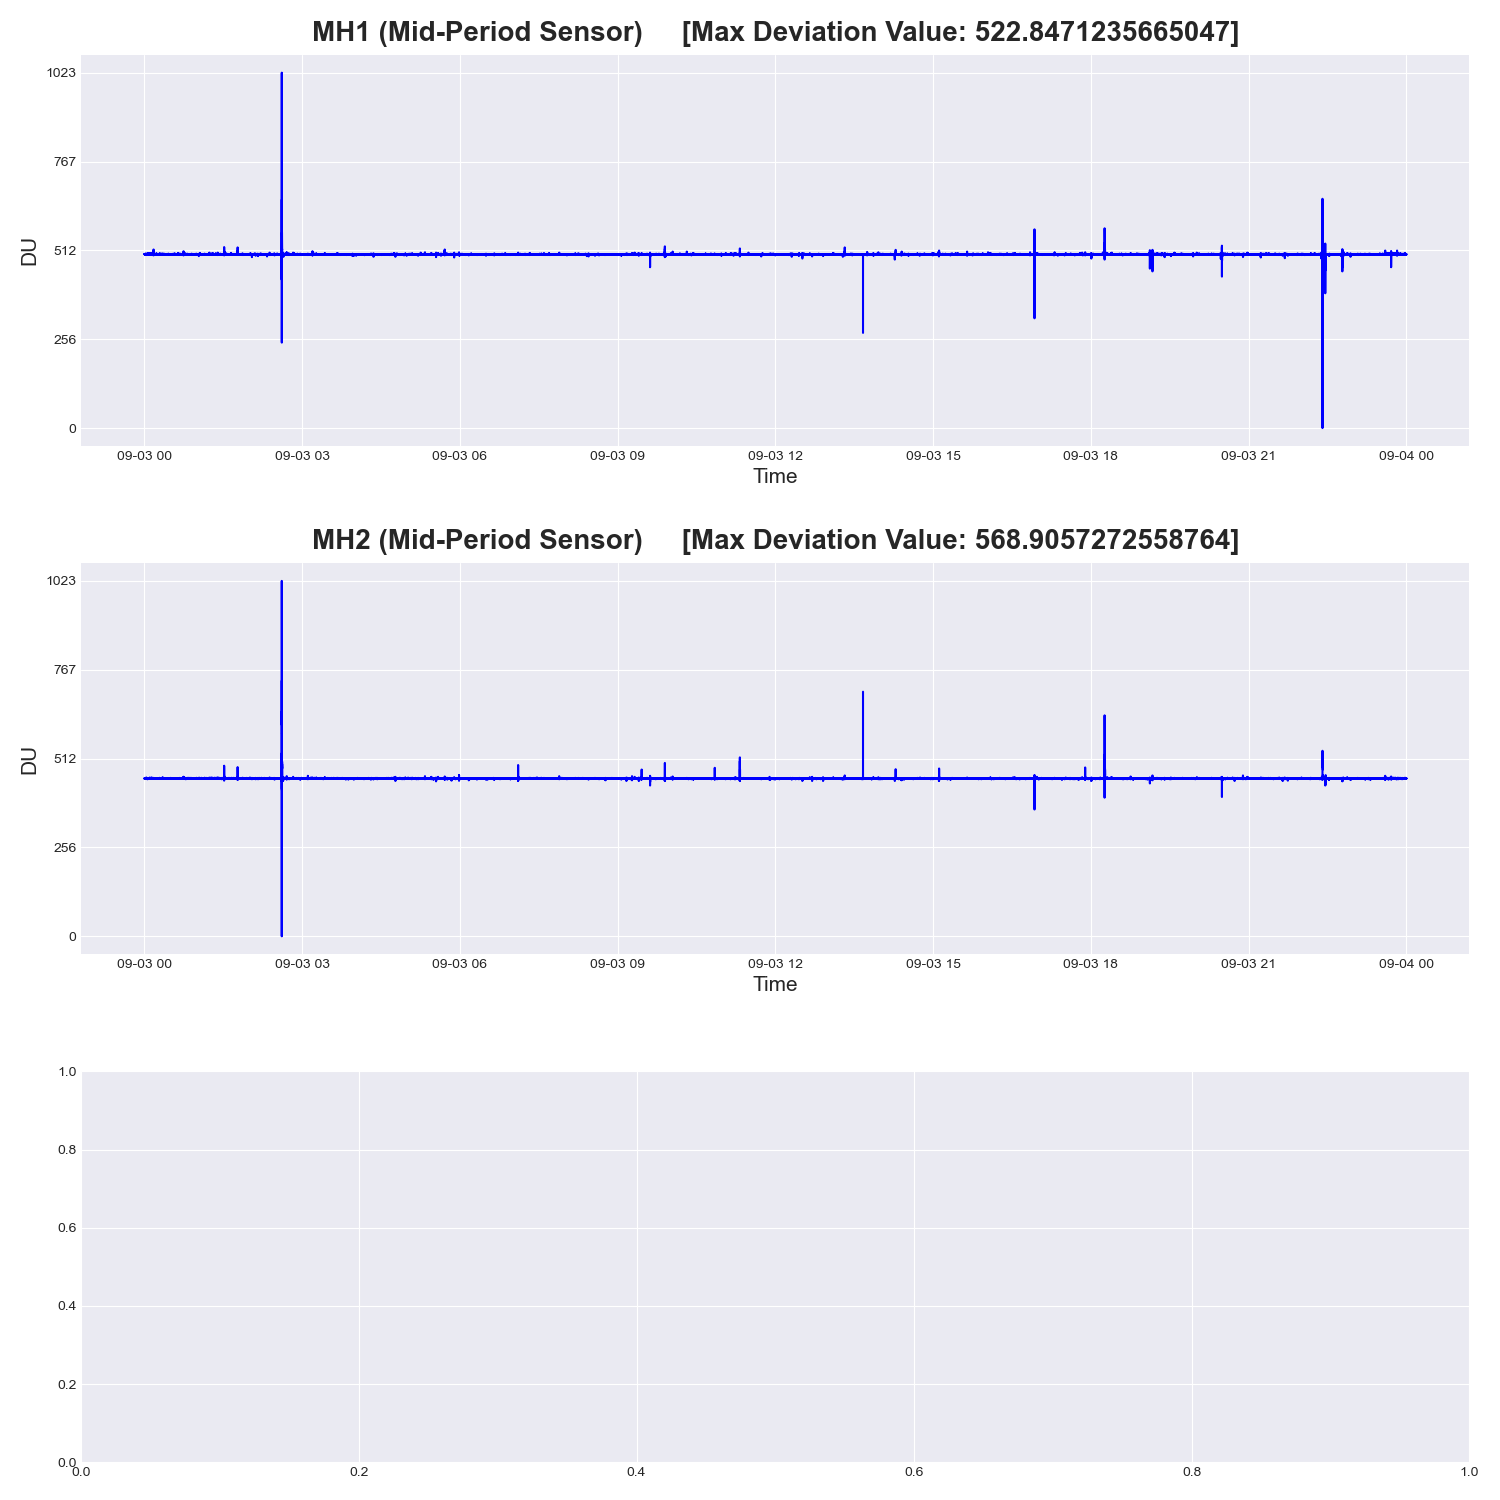 MH1 (Mid-Period Sensor) [Max Deviation Value: 522.8471235665047]
1023
767
512
256
0
DU
09-03 00 09-03 03 09-03 06 09-03 09 09-03 12 09-03 15 09-03 18 09-03 21 09-04 00
Time
MH2 (Mid-Period Sensor) [Max Deviation Value: 568.9057272558764]
1023
767
512
256
0
DU
09-03 00 09-03 03 09-03 06 09-03 09 09-03 12 09-03 15 09-03 18 09-03 21 09-04 00
Time
1.0
0.8
0.6
0.4
0.2
0.0
0.0 0.2 0.4 0.6 0.8 1.0